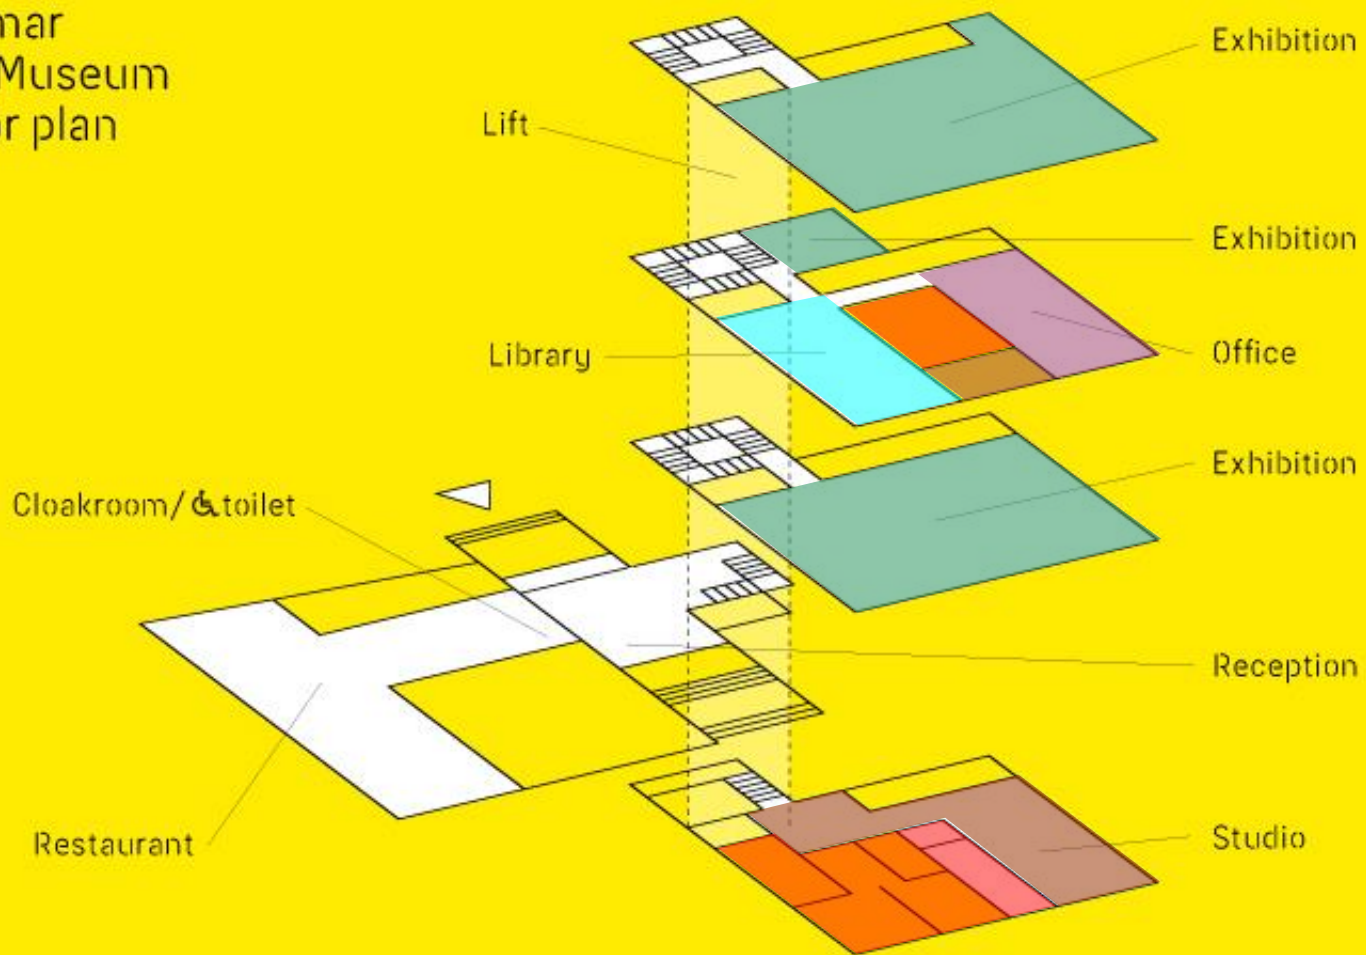 mar
Museum
r plan
Exhibition
Lift
Exhibition
Library
Office
Exhibition
Cloakroom/♿toilet
Reception
Restaurant
Studio